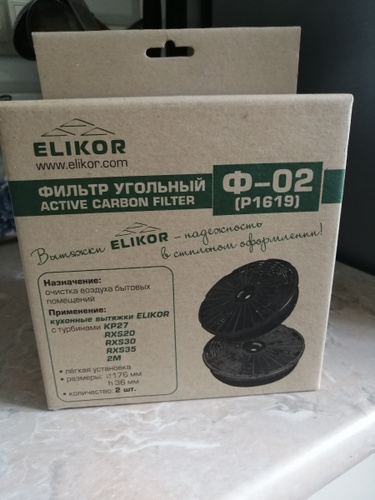 ELIKOR
www.elikor.com
ФИЛЬТР УГОЛЬНЫЙ
ACTIVE CARBON FILTER
Ф-02
(P1619)
Вытяжки ELIKOR – надежность
в стильном оформлении!
Назначение:
очистка воздуха бытовых
помещений
Применение:
кухонные вытяжки ELIKOR
с турбинами KP27
RXS20
RXS30
RXS35
2M
• лёгкая установка
• размеры: ∅176 мм
h 36 мм
• количество: 2 шт.